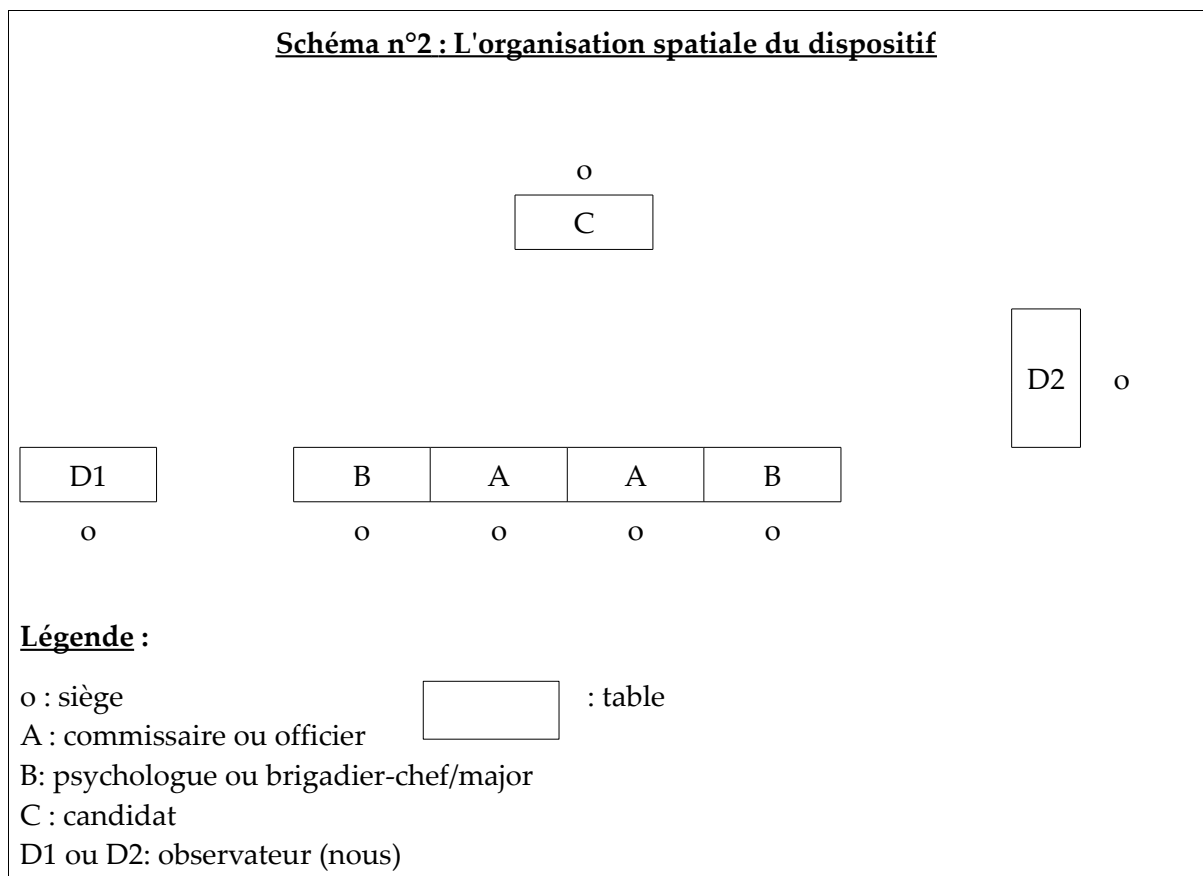 Schéma n°2 : L'organisation spatiale du dispositif
o
C
D2 o
D1 B A A B
o o o o o
Légende :
o : siège : table
A : commissaire ou officier
B: psychologue ou brigadier-chef/major
C : candidat
D1 ou D2: observateur (nous)